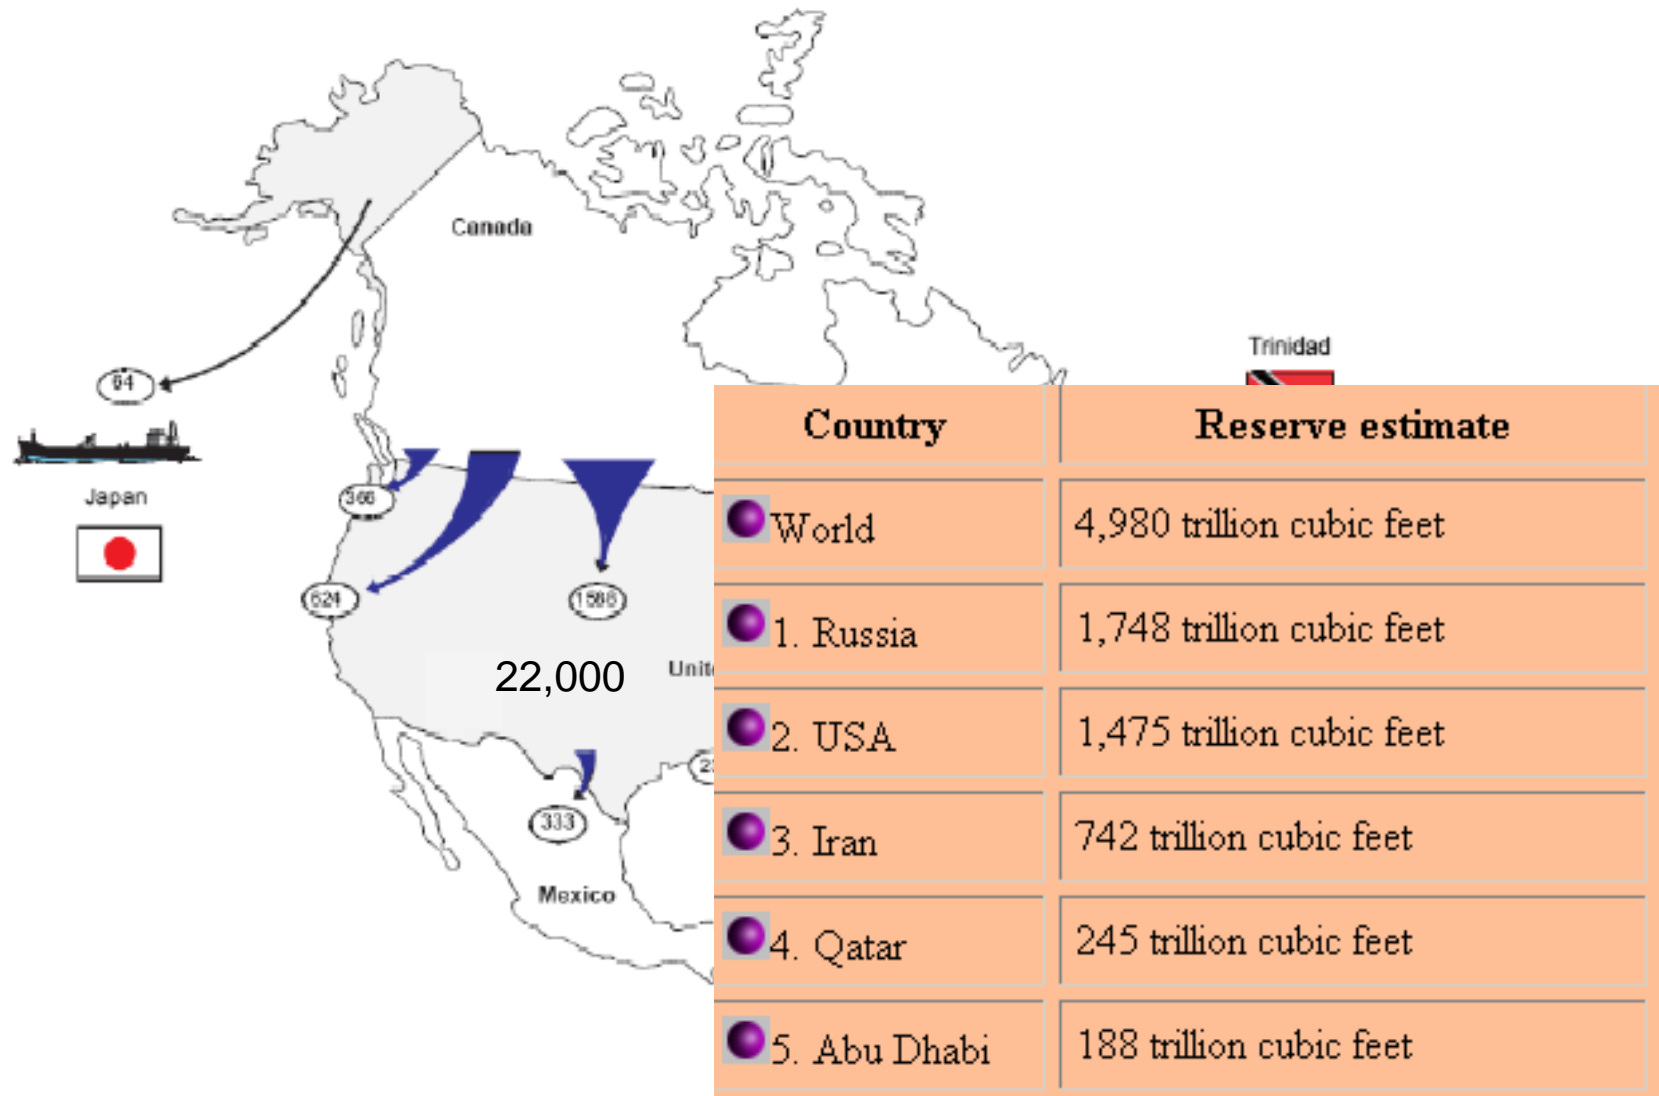 Canada
Trinidad
64
Japan
366
624
1586
22,000
333
Mexico
Country Reserve estimate
World 4,980 trillion cubic feet
1. Russia 1,748 trillion cubic feet
2. USA 1,475 trillion cubic feet
3. Iran 742 trillion cubic feet
4. Qatar 245 trillion cubic feet
5. Abu Dhabi 188 trillion cubic feet